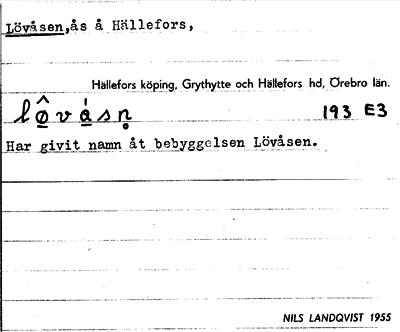 Lövåsen,ås å Hällefors,
Hällefors köping, Grythytte och Hällefors hd, Örebro län.
193 E3
Har givit namn åt bebyggelsen Lövåsen.
NILS LANDQVIST 1955